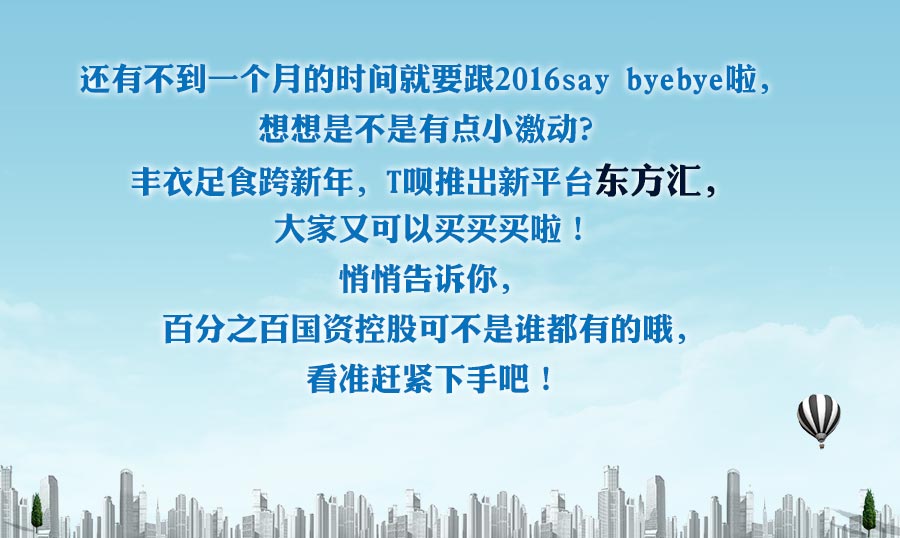 还有不到一个月的时间就要跟2016say byebye啦，
想想是不是有点小激动?
丰衣足食跨新年，T呗推出新平台东方汇，
大家又可以买买买啦！
悄悄告诉你，
百分之百国资控股可不是谁都有的哦，
看准赶紧下手吧！